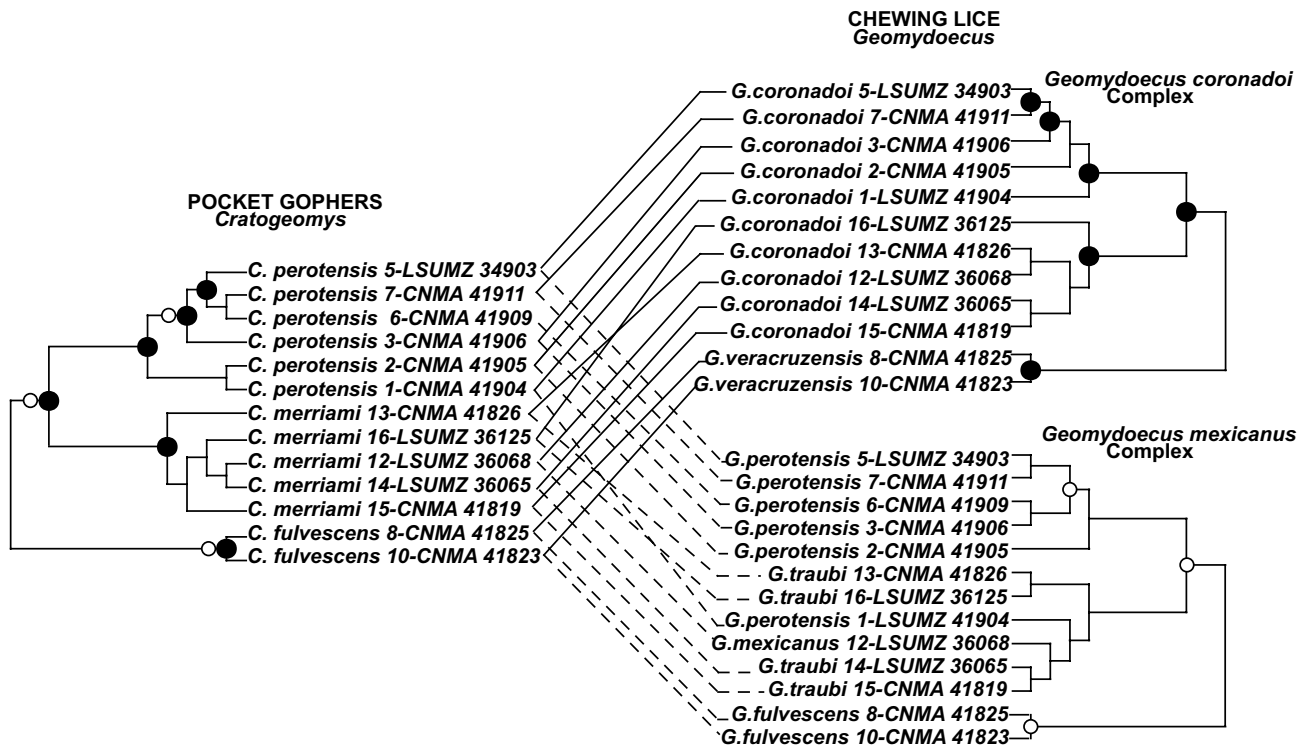 POCKET GOPHERS
Cratogeomys
C. perotensis 5-LSUMZ 34903
C. perotensis 7-CNMA 41911
C. perotensis 6-CNMA 41909
C. perotensis 3-CNMA 41906
C. perotensis 2-CNMA 41905
C. perotensis 1-CNMA 41904
C. merriami 13-CNMA 41826
C. merriami 16-LSUMZ 36125
C. merriami 12-LSUMZ 36068
C. merriami 14-LSUMZ 36065
C. merriami 15-CNMA 41819
C. fulvescens 8-CNMA 41825
C. fulvescens 10-CNMA 41823
CHEWING LICE
Geomydoecus
Geomydoecus coronadoi
Complex
G.coronadoi 5-LSUMZ 34903
G.coronadoi 7-CNMA 41911
G.coronadoi 3-CNMA 41906
G.coronadoi 2-CNMA 41905
G.coronadoi 1-LSUMZ 41904
G.coronadoi 16-LSUMZ 36125
G.coronadoi 13-CNMA 41826
G.coronadoi 12-LSUMZ 36068
G.coronadoi 14-LSUMZ 36065
G.coronadoi 15-CNMA 41819
G.veracruzensis 8-CNMA 41825
G.veracruzensis 10-CNMA 41823
Geomydoecus mexicanus
Complex
G.perotensis 5-LSUMZ 34903
G.perotensis 7-CNMA 41911
G.perotensis 6-CNMA 41909
G.perotensis 3-CNMA 41906
G.perotensis 2-CNMA 41905
G.traubi 13-CNMA 41826
G.traubi 16-LSUMZ 36125
G.perotensis 1-LSUMZ 41904
G.mexicanus 12-LSUMZ 36068
G.traubi 14-LSUMZ 36065
G.traubi 15-CNMA 41819
G.fulvescens 8-CNMA 41825
G.fulvescens 10-CNMA 41823